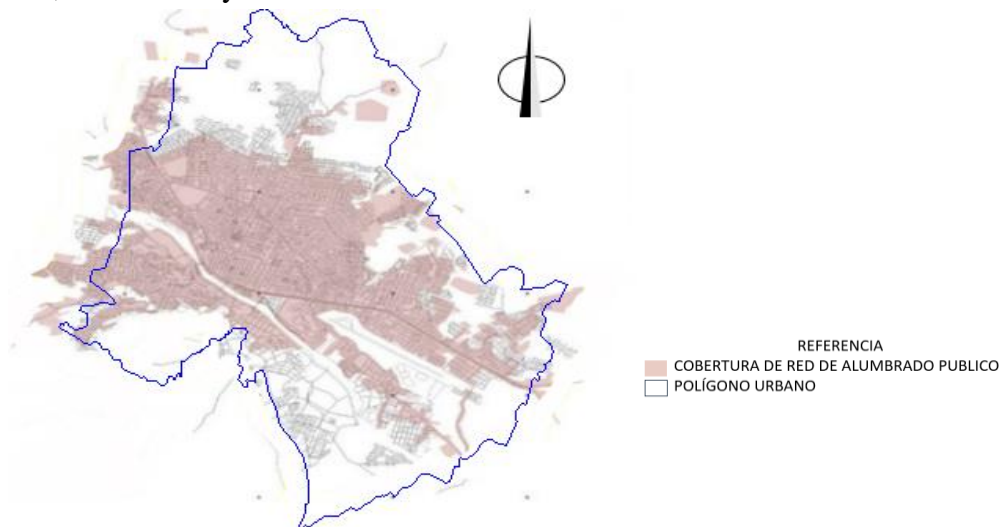 REFERENCIA
COBERTURA DE RED DE ALUMBRADO PUBLICO
POLÍGONO URBANO